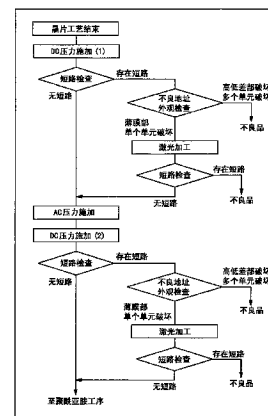 晶片工艺结束
DC压力施加(1)
短路检查
存在短路
无短路
不良地址
外观检查
高低差部破坏
多个单元破坏
不良品
薄膜部
单个单元破坏
激光加工
短路检查
存在短路
不良品
无短路
AC压力施加
DC压力施加(2)
短路检查
存在短路
无短路
不良地址
外观检查
高低差部破坏
多个单元破坏
不良品
薄膜部
单个单元破坏
激光加工
短路检查
存在短路
不良品
无短路
至聚酰亚胺工序